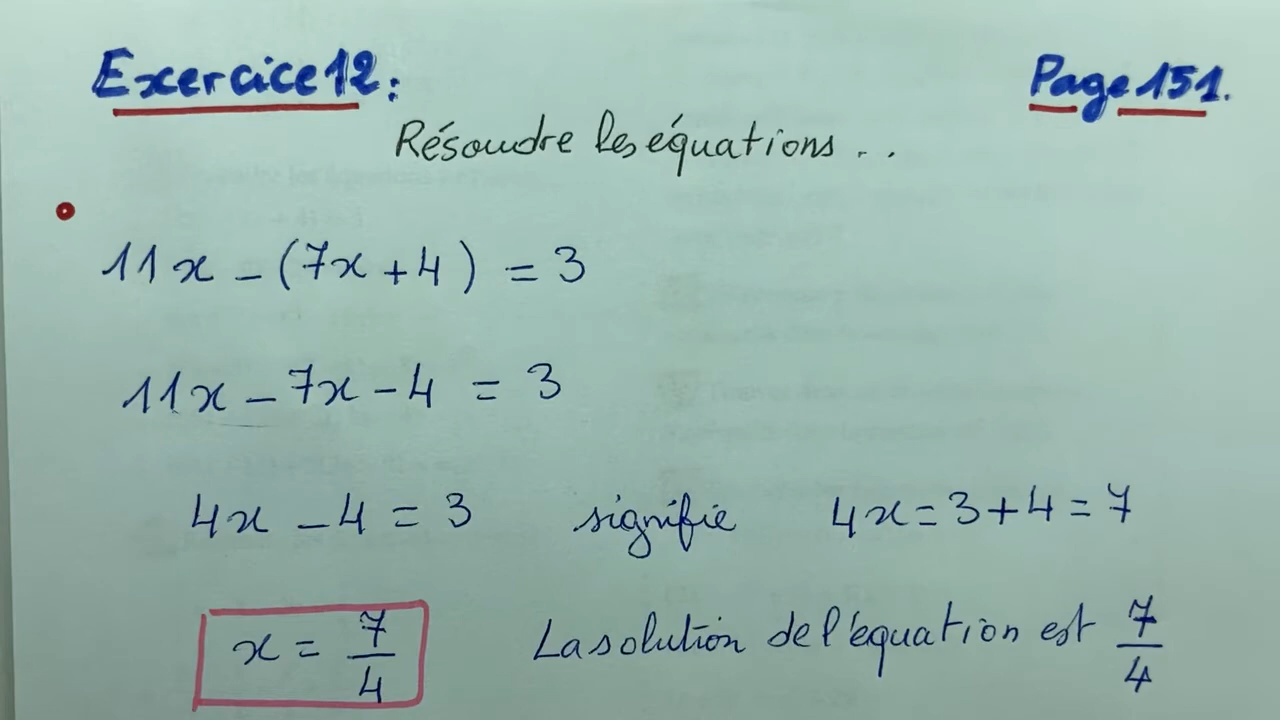 Exercice 12: Page 151.
Résoudre les équations...
11x - (7x + 4) = 3
11x - 7x - 4 = 3
4x - 4 = 3 signifie 4x = 3 + 4 = 7
x = 7/4 La solution de l'équation est 7/4